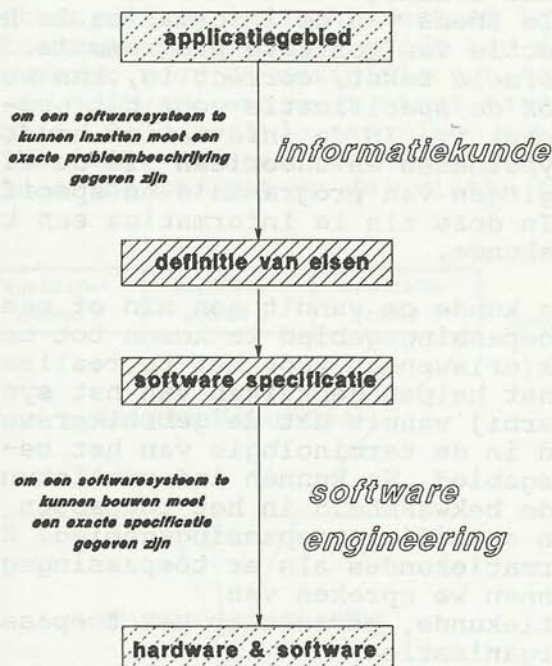 applicatiegebied
om een softwaresysteem te
kunnen inzetten moet een
exacte probleembeschrijving
gegeven zijn
informatiekunde
definitie van eisen
software specificatie
om een softwaresysteem te
kunnen bouwen moet
een exacte specificatie
gegeven zijn
software
engineering
hardware & software